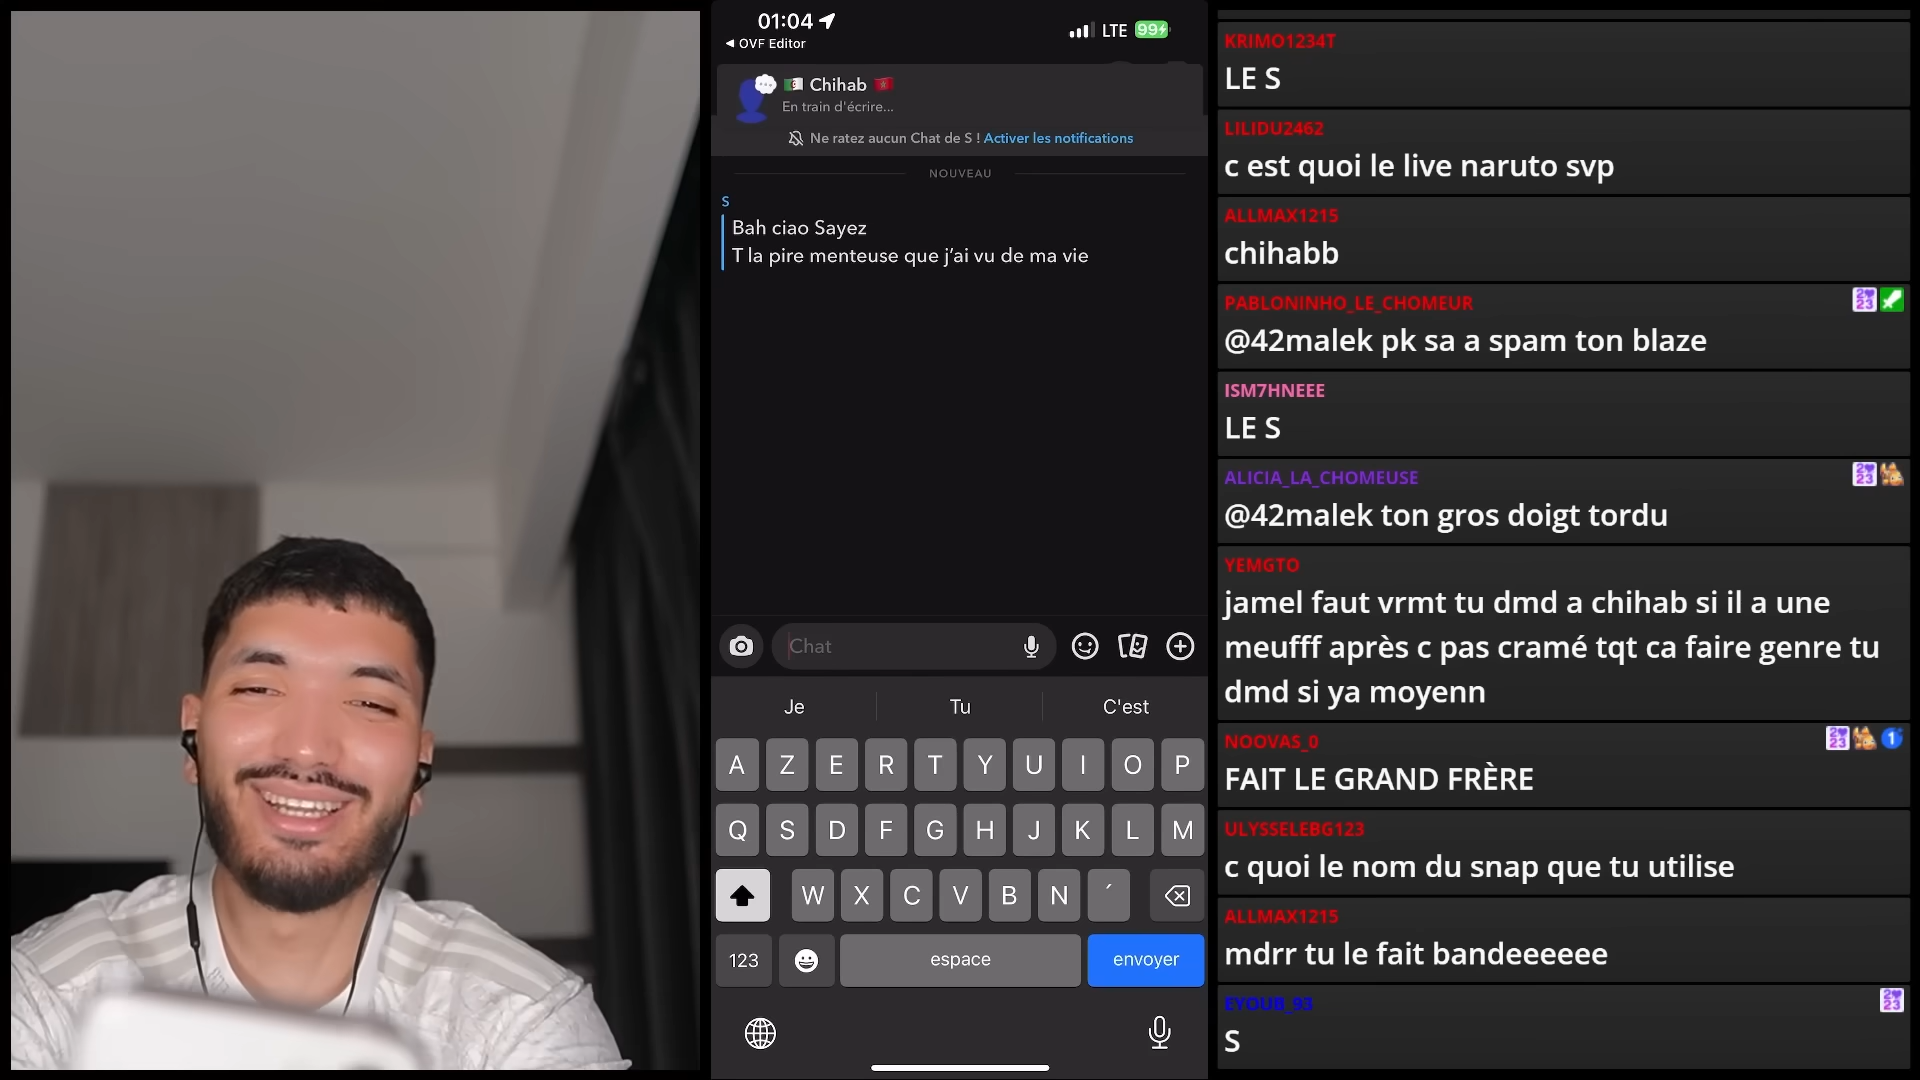 01:04
OVF Editor
LTE
99
Chihab
En train d'écrire...
Ne ratez aucun Chat de S ! Activer les notifications
NOUVEAU
S
Bah ciao Sayez
T la pire menteuse que j'ai vu de ma vie
Chat
Je Tu C'est
A Z E R T Y U I O P
Q S D F G H J K L M
W X C V B N ´
123 espace envoyer
KRIMO1234T
LE S
LILIDU2462
c est quoi le live naruto svp
ALLMAX1215
chihabb
PABLONINHO_LE_CHOMEUR
@42malek pk sa a spam ton blaze
ISM7HNEEE
LE S
ALICIA_LA_CHOMEUSE
@42malek ton gros doigt tordu
YEMGTO
jamel faut vrmt tu dmd a chihab si il a une
meufff après c pas cramé tqt ca faire genre tu
dmd si ya moyenn
NOOVAS_0
FAIT LE GRAND FRÈRE
ULYSSELEBG123
c quoi le nom du snap que tu utilise
ALLMAX1215
mdrr tu le fait bandeeeeee
EYOUB_93
S